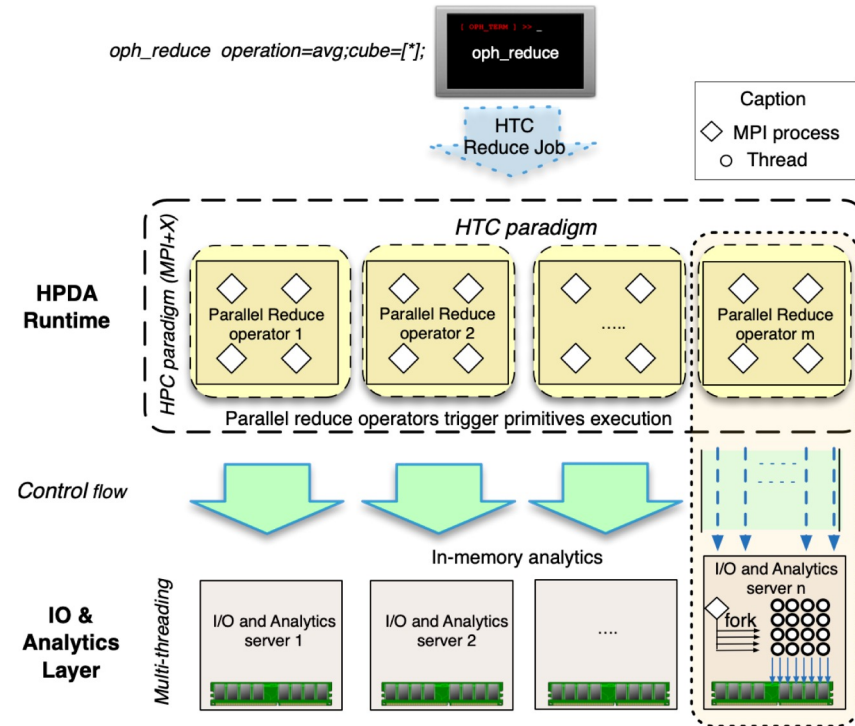 oph_reduce operation=avg;cube=[*];
[ OPH_TERM ] >> _
oph_reduce
HTC
Reduce Job
Caption
MPI process
Thread
HPDA
Runtime
HPC paradigm (MPI+X)
HTC paradigm
Parallel Reduce
operator 1
Parallel Reduce
operator 2
.....
Parallel Reduce
operator m
Parallel reduce operators trigger primitives execution
Control flow
In-memory analytics
IO &
Analytics
Layer
Multi-threading
I/O and Analytics
server 1
I/O and Analytics
server 2
....
I/O and Analytics
server n
fork